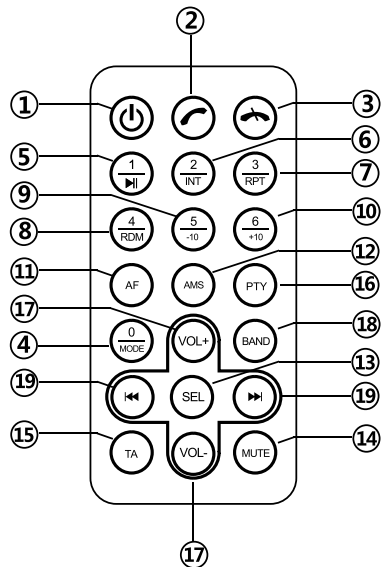 ②
① ③
⑥
⑤ 1 2 INT 3 RPT
⑦
⑨
⑧ 4 RDM 5 -10 6 +10 ⑩
⑪ ⑫
AF AMS PTY
⑯
⑰
④ 0 MODE VOL+ BAND ⑱
⑬
⑲ SEL ⑲
⑮ ⑭
TA VOL- MUTE
⑰